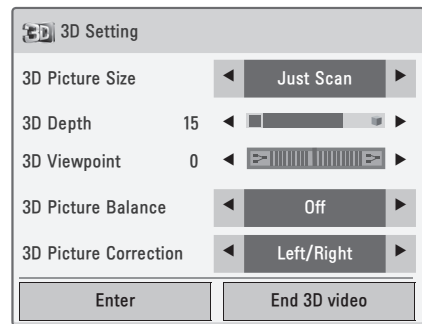 3D 3D Setting
3D Picture Size ◀ Just Scan ▶
3D Depth 15 ◀ ▶
3D Viewpoint 0 ◀ ▶
3D Picture Balance ◀ Off ▶
3D Picture Correction ◀ Left/Right ▶
Enter End 3D video